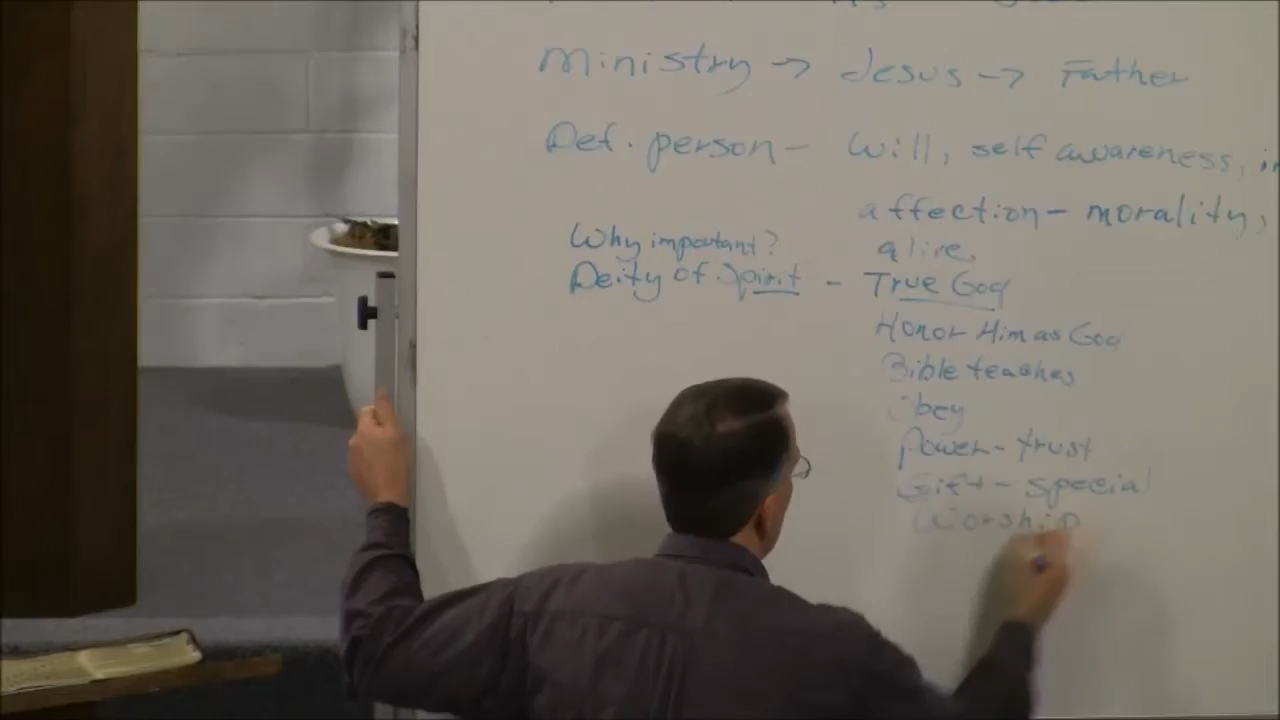 Ministry → Jesus → Father
Def. person - Will, self awareness,
affection - morality,
Why important?
alive,
Deity of Spirit - True God
Honor Him as God
Bible teaches
Obey
Power - trust
Gift - special
Worship